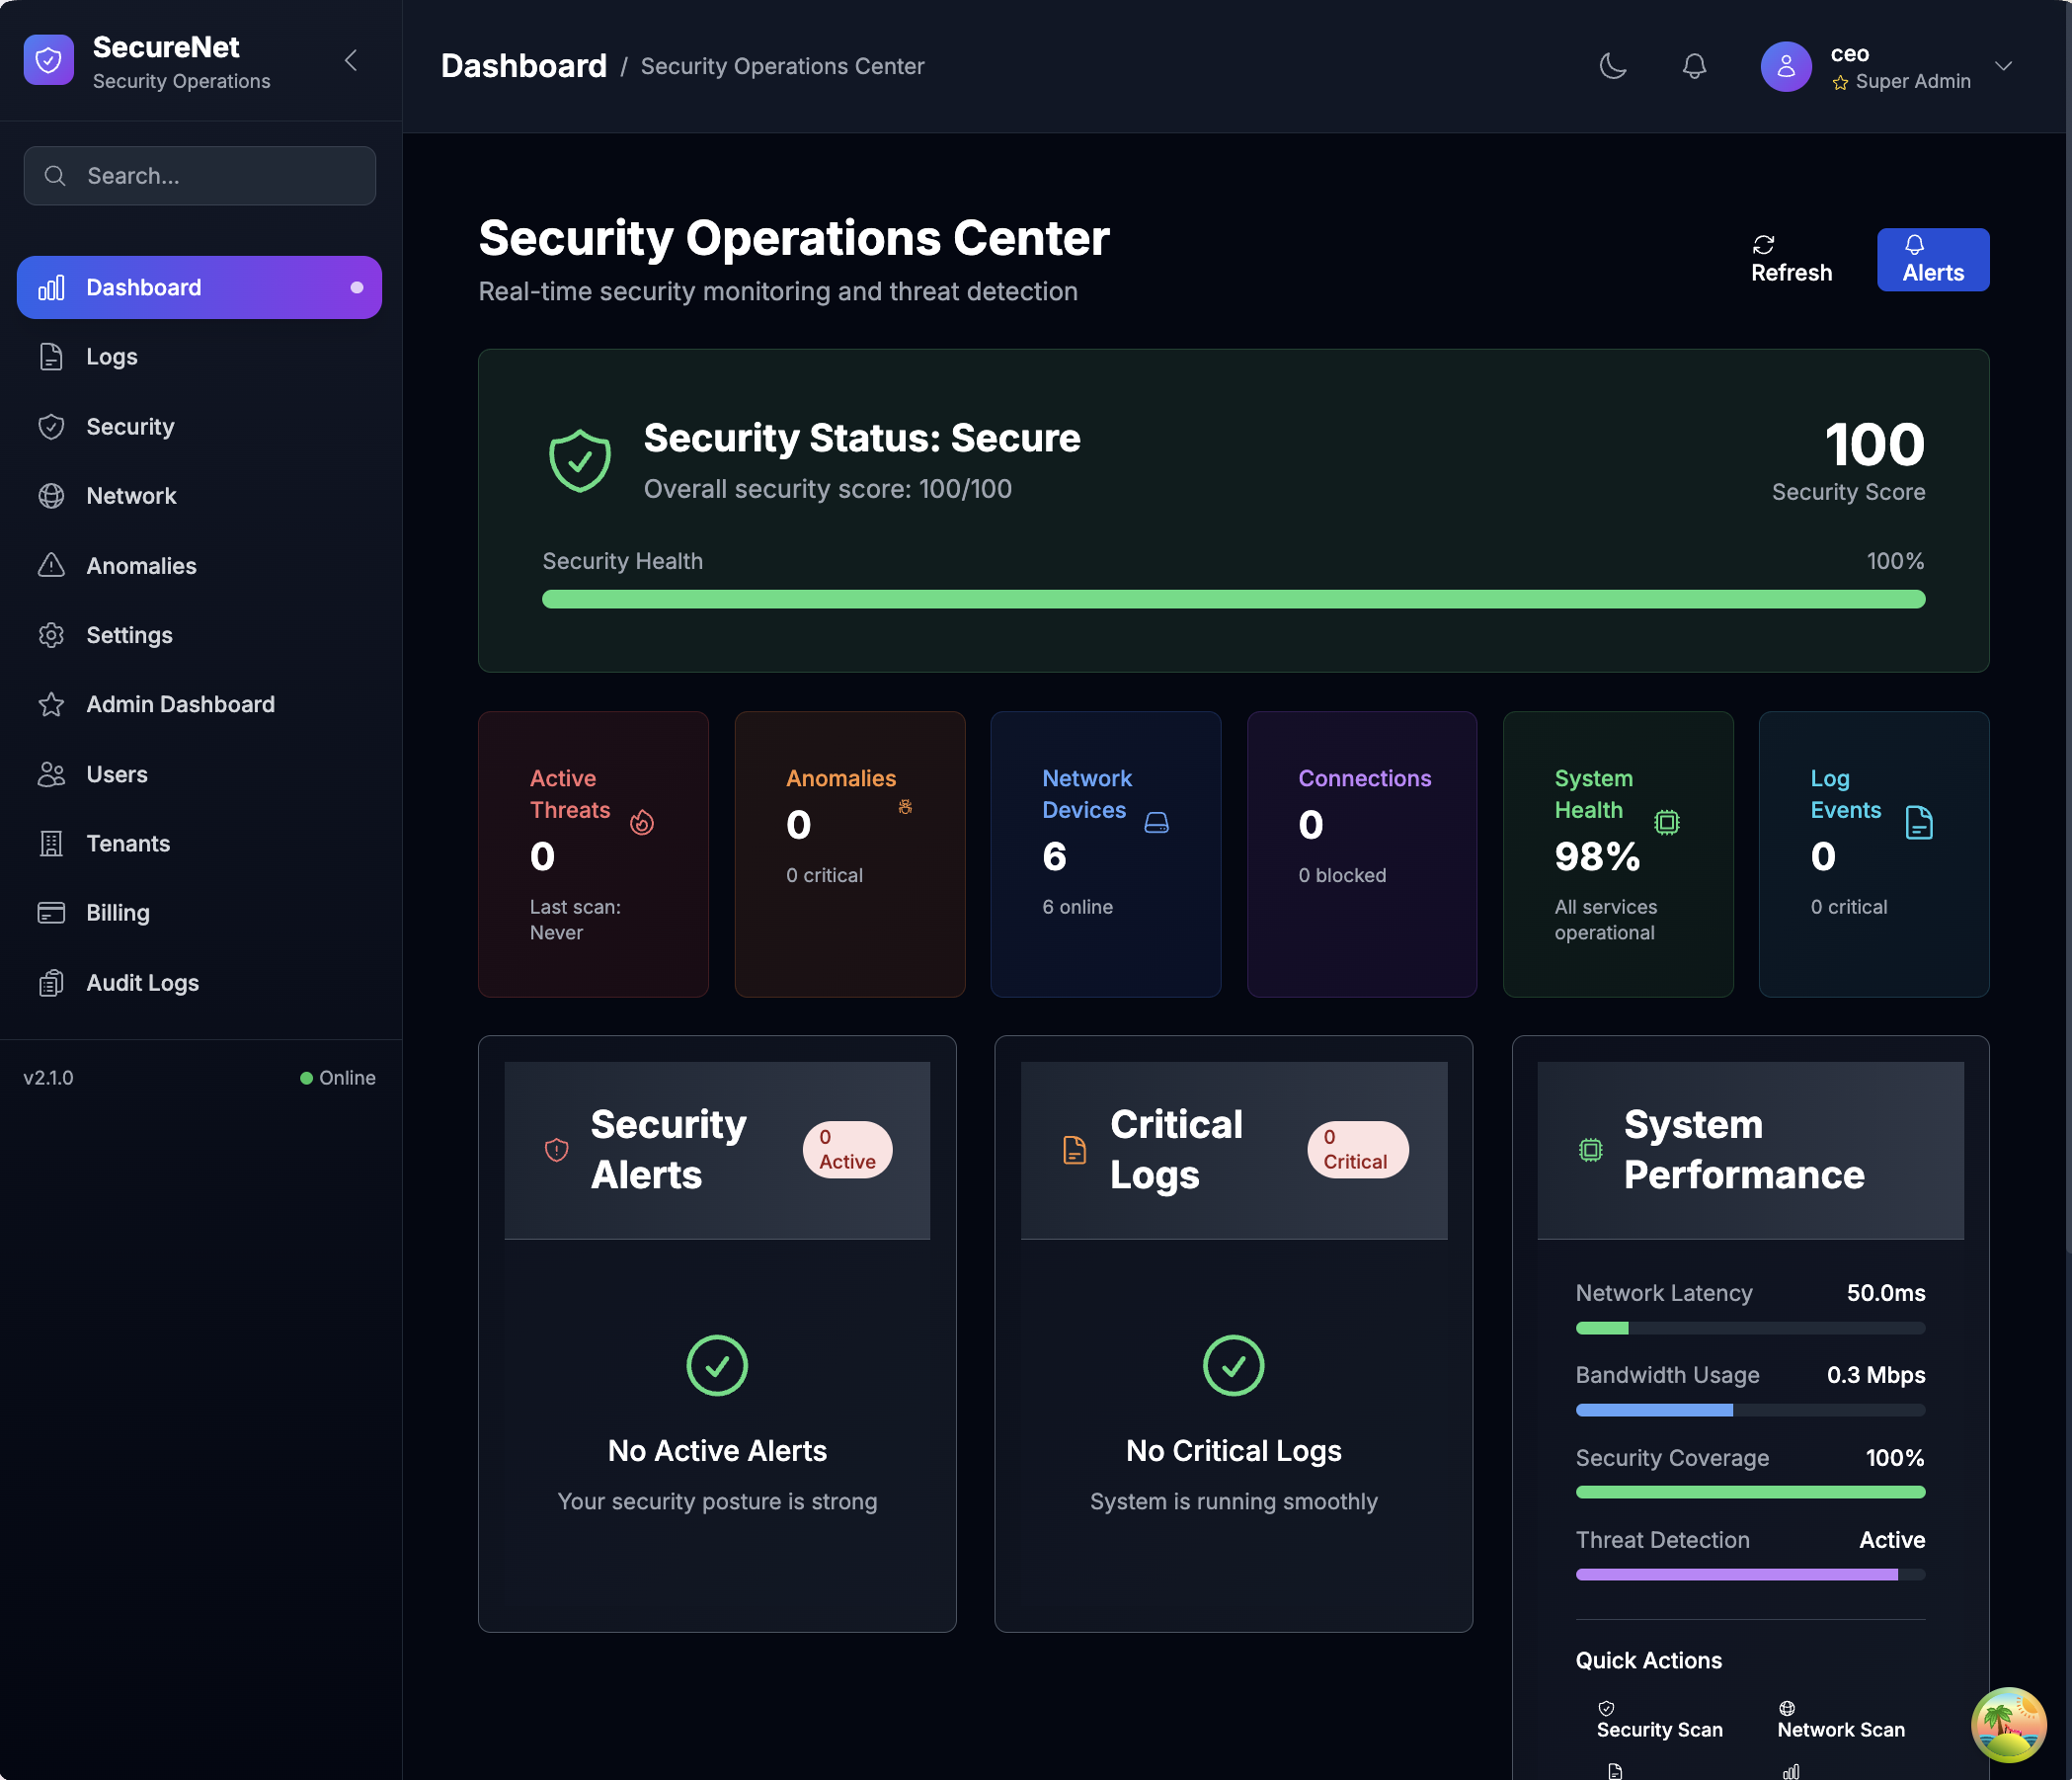 SecureNet
Security Operations
Search...
Dashboard
Logs
Security
Network
Anomalies
Settings
Admin Dashboard
Users
Tenants
Billing
Audit Logs
v2.1.0
Online
Dashboard / Security Operations Center
ceo
Super Admin
Security Operations Center
Real-time security monitoring and threat detection
Refresh
Alerts
Security Status: Secure
Overall security score: 100/100
100
Security Score
Security Health
100%
Active
Threats
0
Last scan:
Never
Anomalies
0
0 critical
Network
Devices
6
6 online
Connections
0
0 blocked
System
Health
98%
All services
operational
Log
Events
0
0 critical
Security
Alerts
0
Active
No Active Alerts
Your security posture is strong
Critical
Logs
0
Critical
No Critical Logs
System is running smoothly
System
Performance
Network Latency 50.0ms
Bandwidth Usage 0.3 Mbps
Security Coverage 100%
Threat Detection Active
Quick Actions
Security Scan
Network Scan